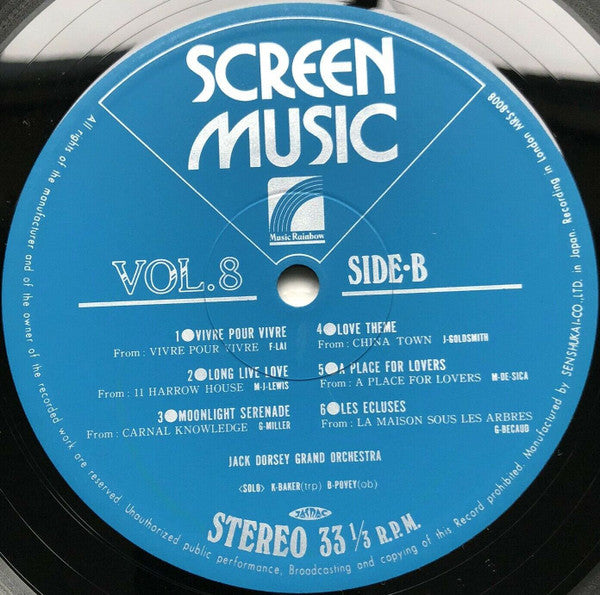 SCREEN
MUSIC
Music Rainbow
VOL.8
SIDE·B
1●VIVRE POUR VIVRE
From: VIVRE POUR VIVRE F·LAI
2●LONG LIVE LOVE
From: 11 HARROW HOUSE M·J·LEWIS
3●MOONLIGHT SERENADE
From: CARNAL KNOWLEDGE G·MILLER
4●LOVE THEME
From: CHINA TOWN J·GOLDSMITH
5●A PLACE FOR LOVERS
From: A PLACE FOR LOVERS M·DE·SICA
6●LES ECLUSES
From: LA MAISON SOUS LES ARBRES
G·BECAUD
JACK DORSEY GRAND ORCHESTRA
<SOLO> K·BAKER(trp) B·POVEY(ob)
JASRAC
STEREO 33 1/3 R.P.M.
All rights of the manufacturer and of the owner of the recorded work are reserved. Unauthorized public performance, Broadcasting and copying of this Record prohibited. Manufactured by SENSHUKAI·CO.,LTD. in Japan. Recording in London MRS-8008